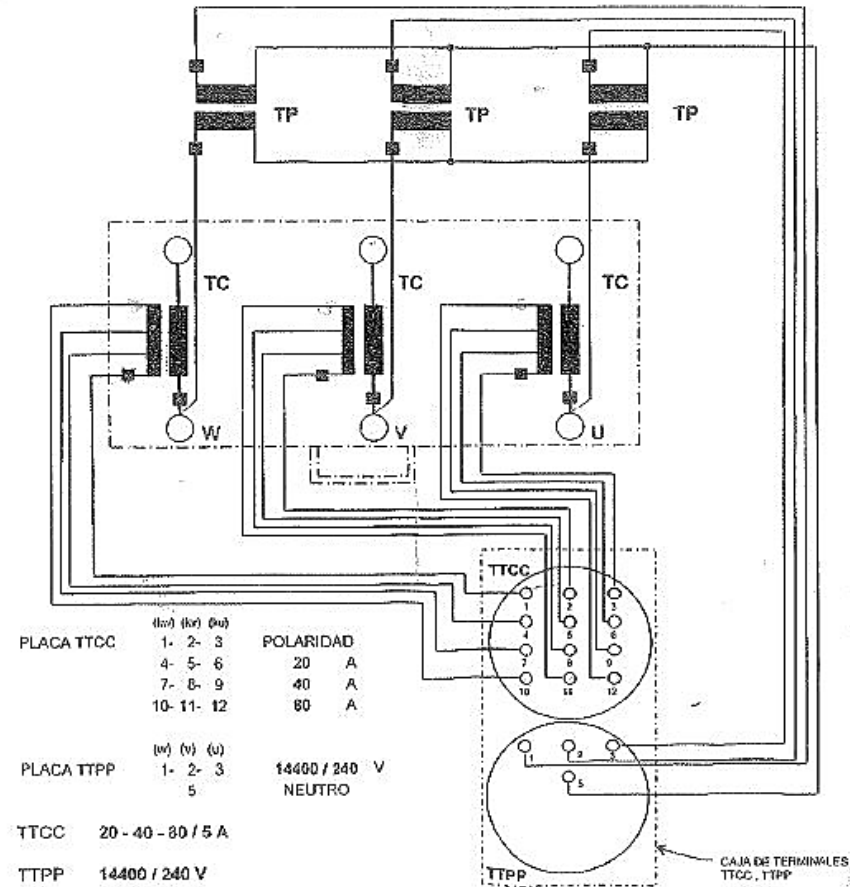 TP TP TP
TC TC TC
W V U
TTCC
1 2 3
4 5 6
7 8 9
10 11 12
(Iw) (Iv) (Iu)
PLACA TTCC 1- 2- 3 POLARIDAD
4- 5- 6 20 A
7- 8- 9 40 A
10- 11- 12 80 A
1 2 3
5
(w) (v) (u)
PLACA TTPP 1- 2- 3 14400 / 240 V
5 NEUTRO
TTCC 20 - 40 - 80 / 5 A
TTPP 14400 / 240 V
TTPP
CAJA DE TERMINALES
TTCC , TTPP